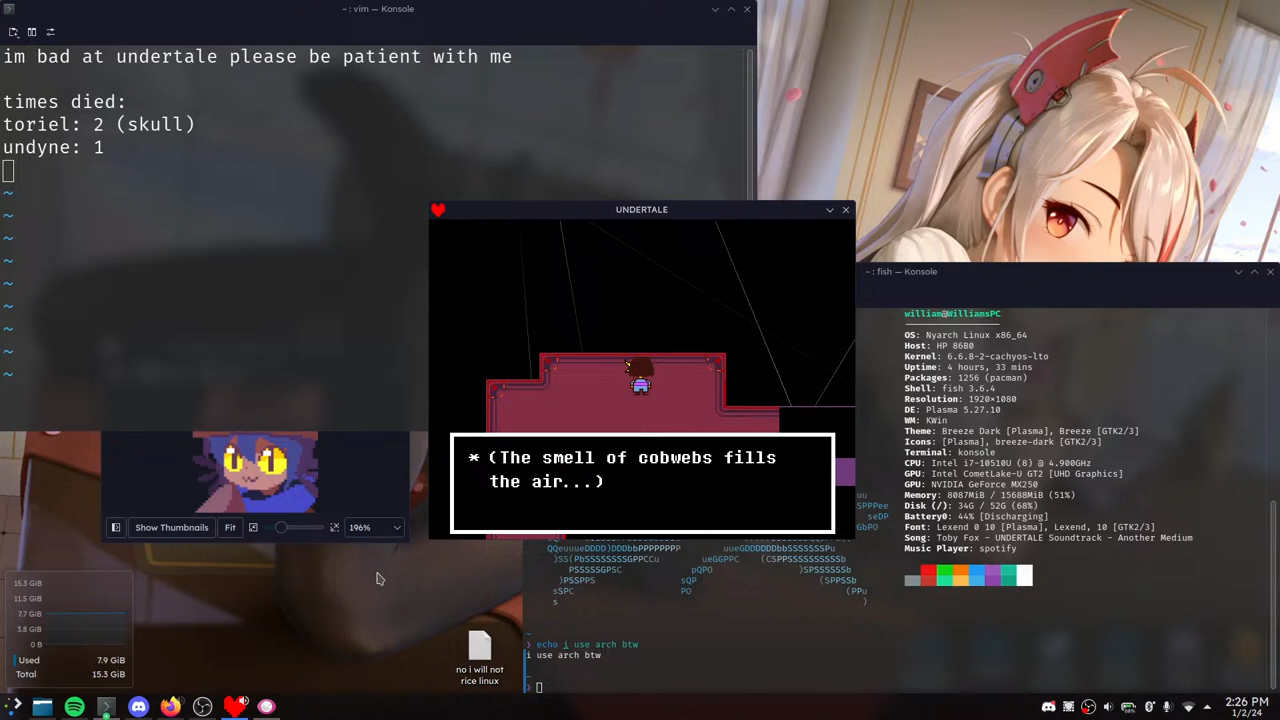 ~ : vim — Konsole
im bad at undertale please be patient with me
times died:
toriel: 2 (skull)
undyne: 1
~
~
~
~
~
~
~
~
~
UNDERTALE
* (The smell of cobwebs fills
the air...)
Show Thumbnails
Fit
196%
~ : fish — Konsole
william@WilliamsPC
OS: Nyarch Linux x86_64
Host: HP 86B0
Kernel: 6.6.8-2-cachyos-lto
Uptime: 4 hours, 33 mins
Packages: 1256 (pacman)
Shell: fish 3.6.4
Resolution: 1920×1080
DE: Plasma 5.27.10
WM: KWin
Theme: Breeze Dark [Plasma], Breeze [GTK2/3]
Icons: [Plasma], breeze-dark [GTK2/3]
Terminal: konsole
CPU: Intel i7-10510U (8) @ 4.900GHz
GPU: Intel CometLake-U GT2 [UHD Graphics]
GPU: NVIDIA GeForce MX250
Memory: 8087MiB / 15688MiB (51%)
Disk (/): 34G / 52G (68%)
Battery0: 44% [Discharging]
Font: Lexend 0 10 [Plasma], Lexend, 10 [GTK2/3]
Song: Toby Fox - UNDERTALE Soundtrack - Another Medium
Music Player: spotify
~
❯ echo i use arch btw
i use arch btw
~
❯
15.3 GiB
11.5 GiB
7.7 GiB
3.8 GiB
0 B
Used 7.9 GiB
Total 15.3 GiB
no i will not
rice linux
2:26 PM
1/2/24